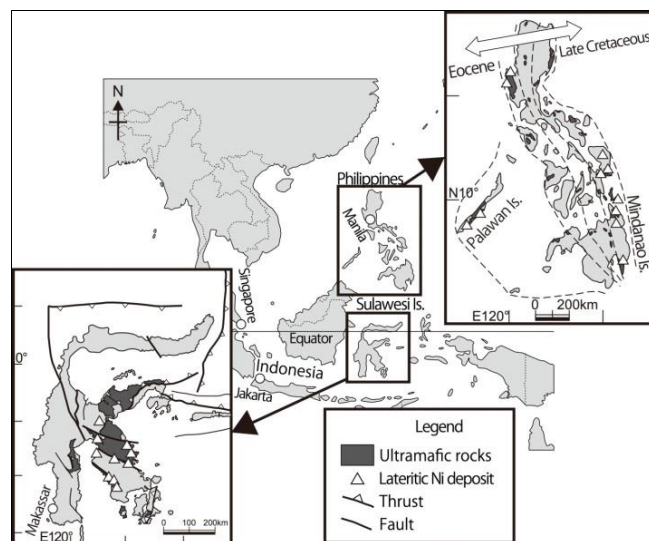 Late Cretaceous
Eocene
N
Philippines
Manila
N10°
Palawan Is.
Mindanao Is.
Singapore
Sulawesi Is.
E120°
0 200km
0°
Equator
Indonesia
Jakarta
Legend
Ultramafic rocks
Lateritic Ni deposit
Thrust
Fault
Makassar
E120°
0 100 200km